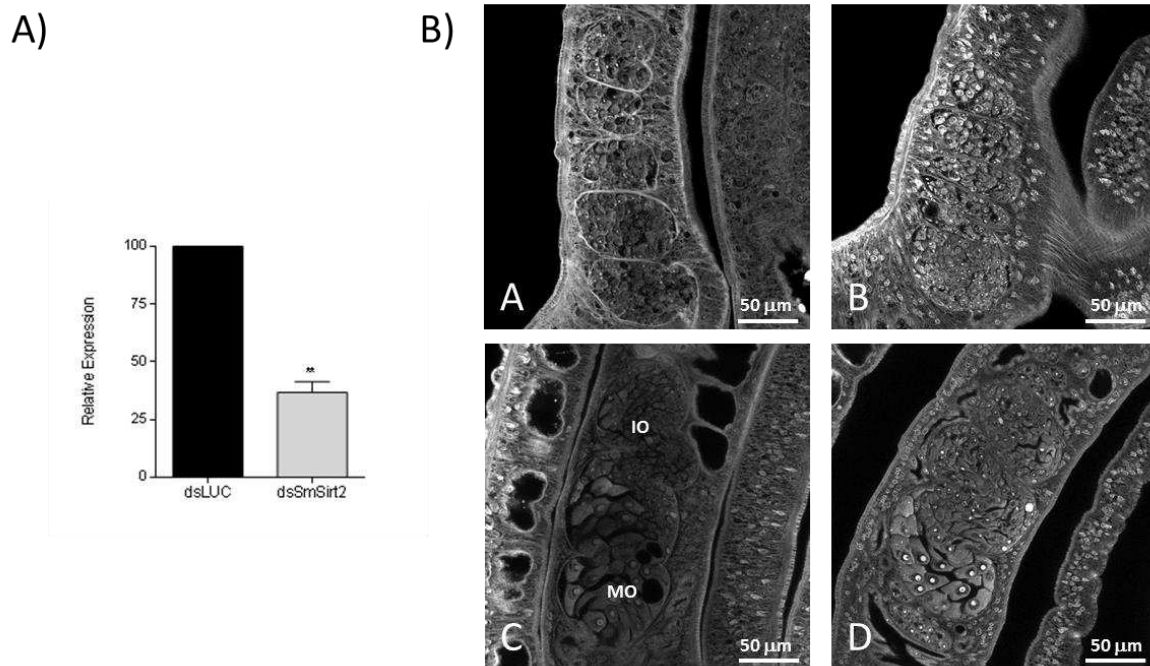 A)
B)
Relative Expression
100
75
50
25
0
**
dsLUC
dsSmSirt2
A
50 µm
B
50 µm
IO
MO
C
50 µm
D
50 µm